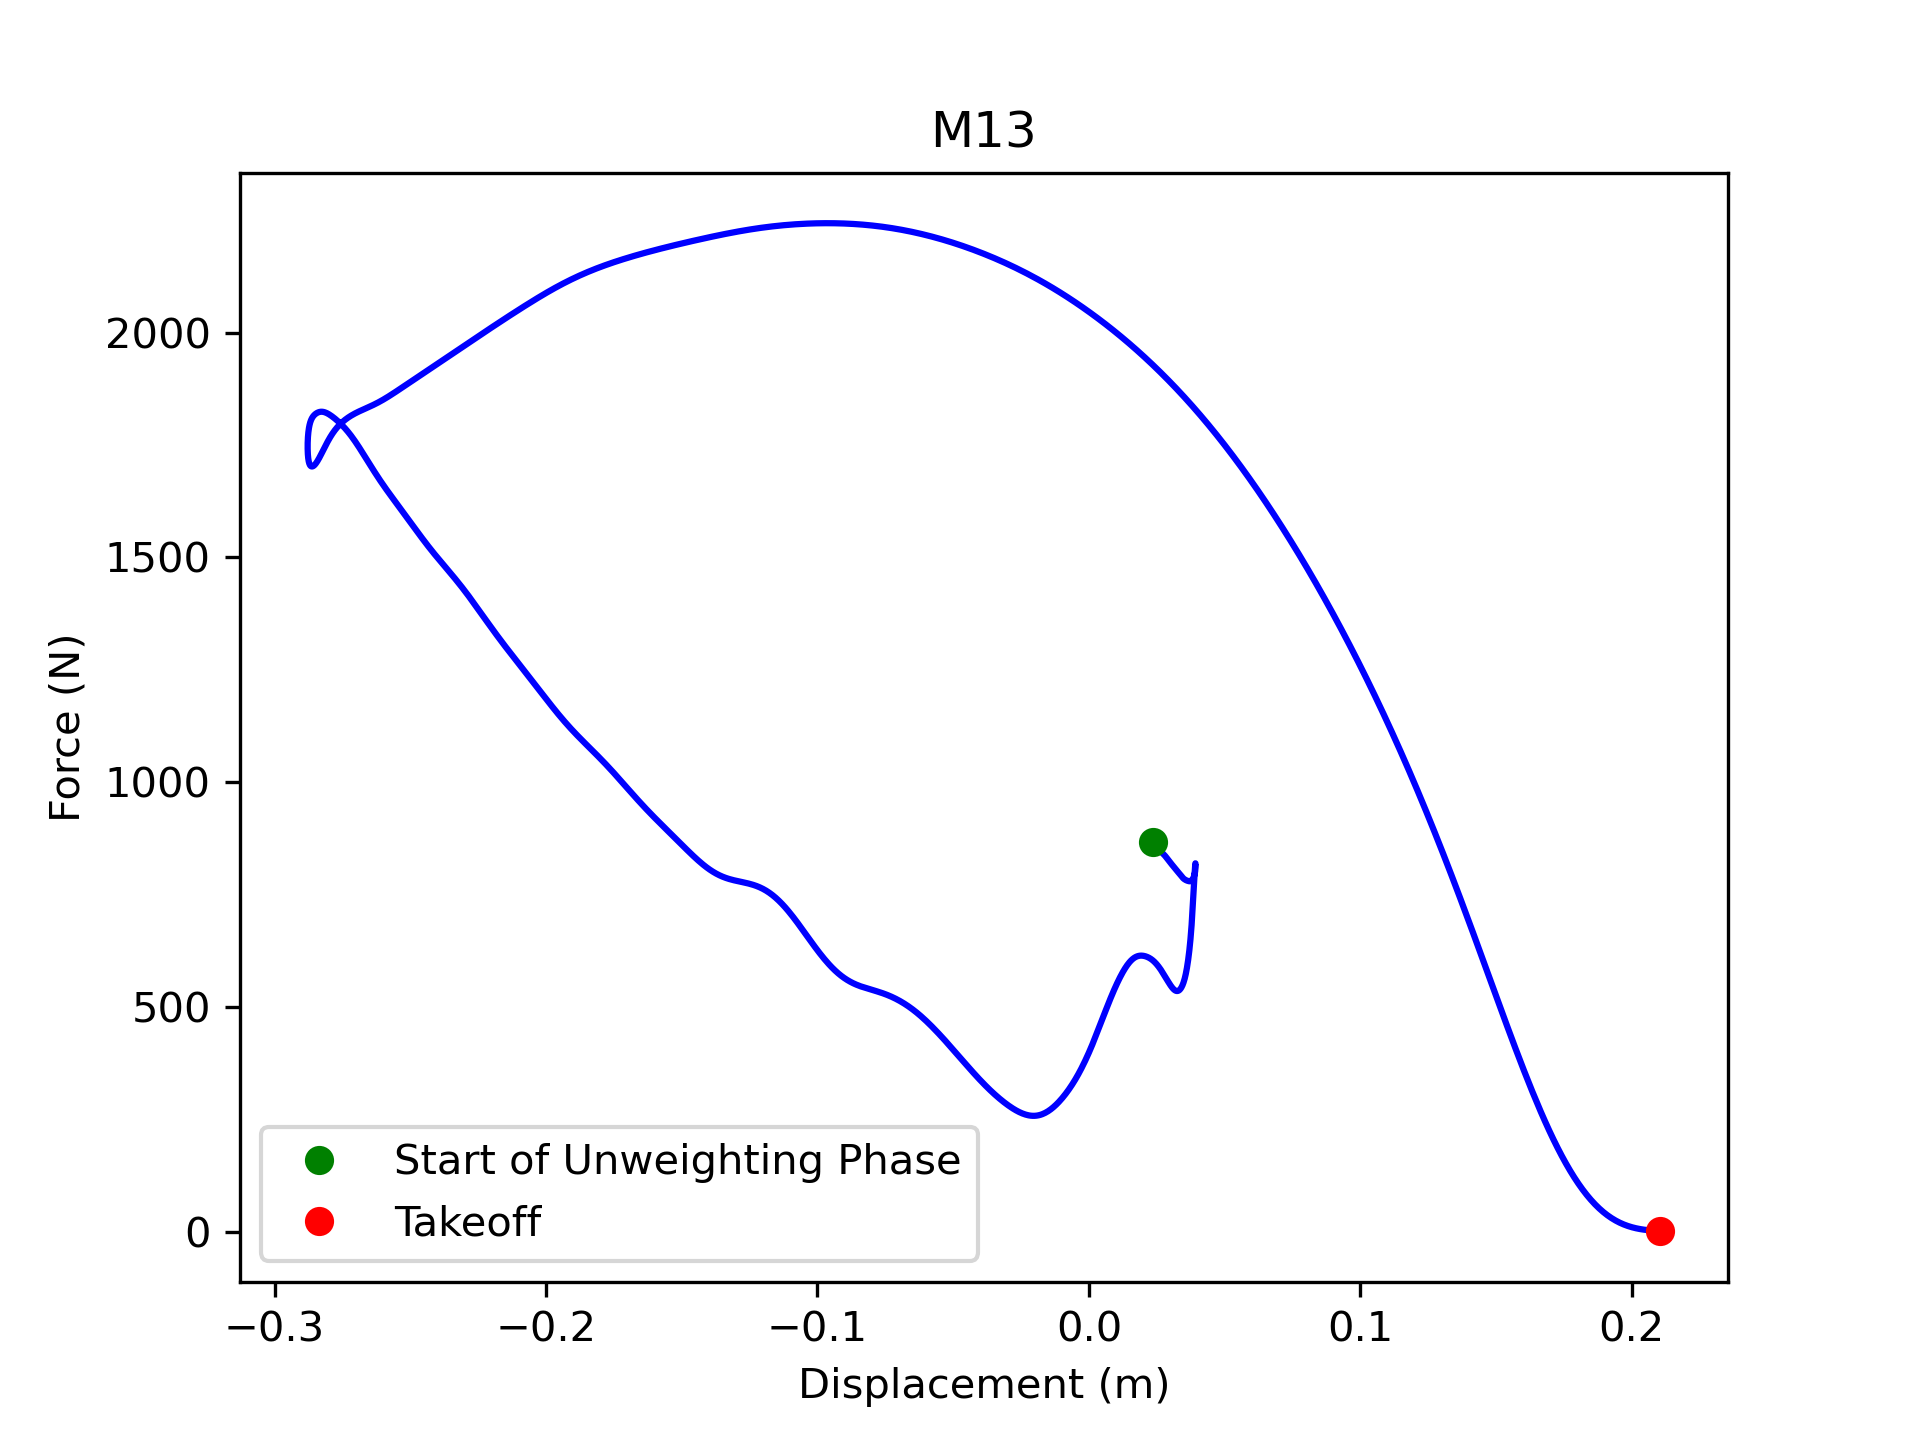 M13
Force (N)
2000
1500
1000
500
0
Start of Unweighting Phase
Takeoff
−0.3 −0.2 −0.1 0.0 0.1 0.2
Displacement (m)